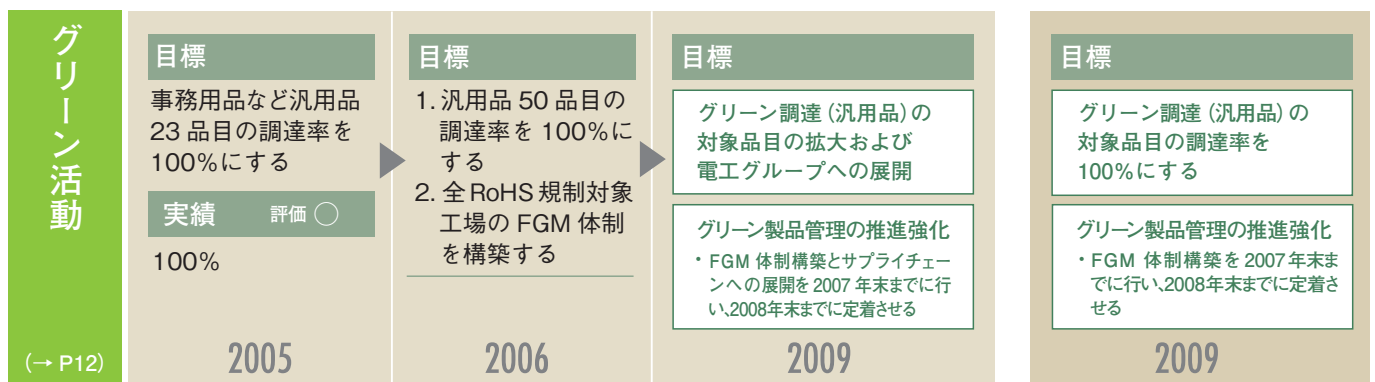 グリーン活動
(→ P12)
目標
事務用品など汎用品
23 品目の調達率を
100%にする
実績 評価 ○
100%
2005
目標
1. 汎用品 50 品目の
調達率を 100%に
する
2. 全 RoHS 規制対象
工場の FGM 体制
を構築する
2006
目標
グリーン調達 (汎用品) の
対象品目の拡大および
電工グループへの展開
グリーン製品管理の推進強化
・ FGM 体制構築とサプライチェー
ンへの展開を 2007 年末までに行
い、2008年末までに定着させる
2009
目標
グリーン調達 (汎用品) の
対象品目の調達率を
100%にする
グリーン製品管理の推進強化
・ FGM 体制構築を 2007 年末ま
でに行い、2008年末までに定着さ
せる
2009